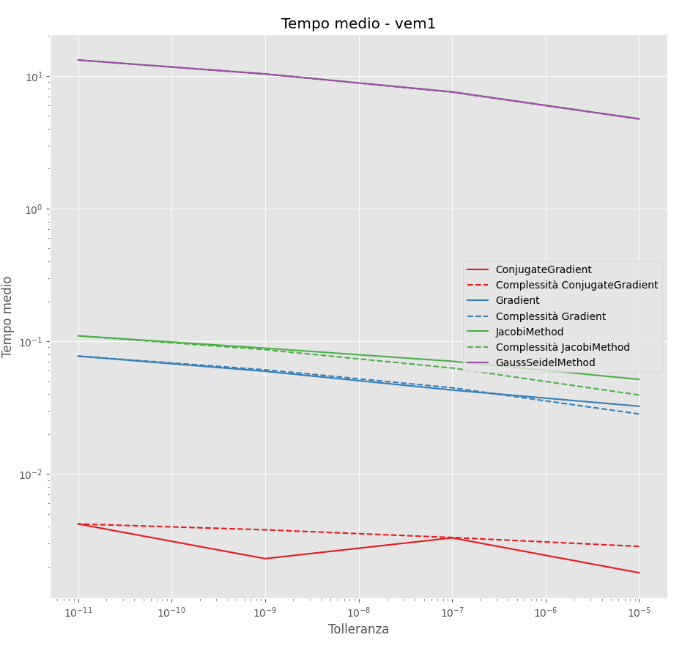 Tempo medio - vem1
Tempo medio
10^1
10^0
10^-1
10^-2
ConjugateGradient
Complessità ConjugateGradient
Gradient
Complessità Gradient
JacobiMethod
Complessità JacobiMethod
GaussSeidelMethod
10^-11 10^-10 10^-9 10^-8 10^-7 10^-6 10^-5
Tolleranza